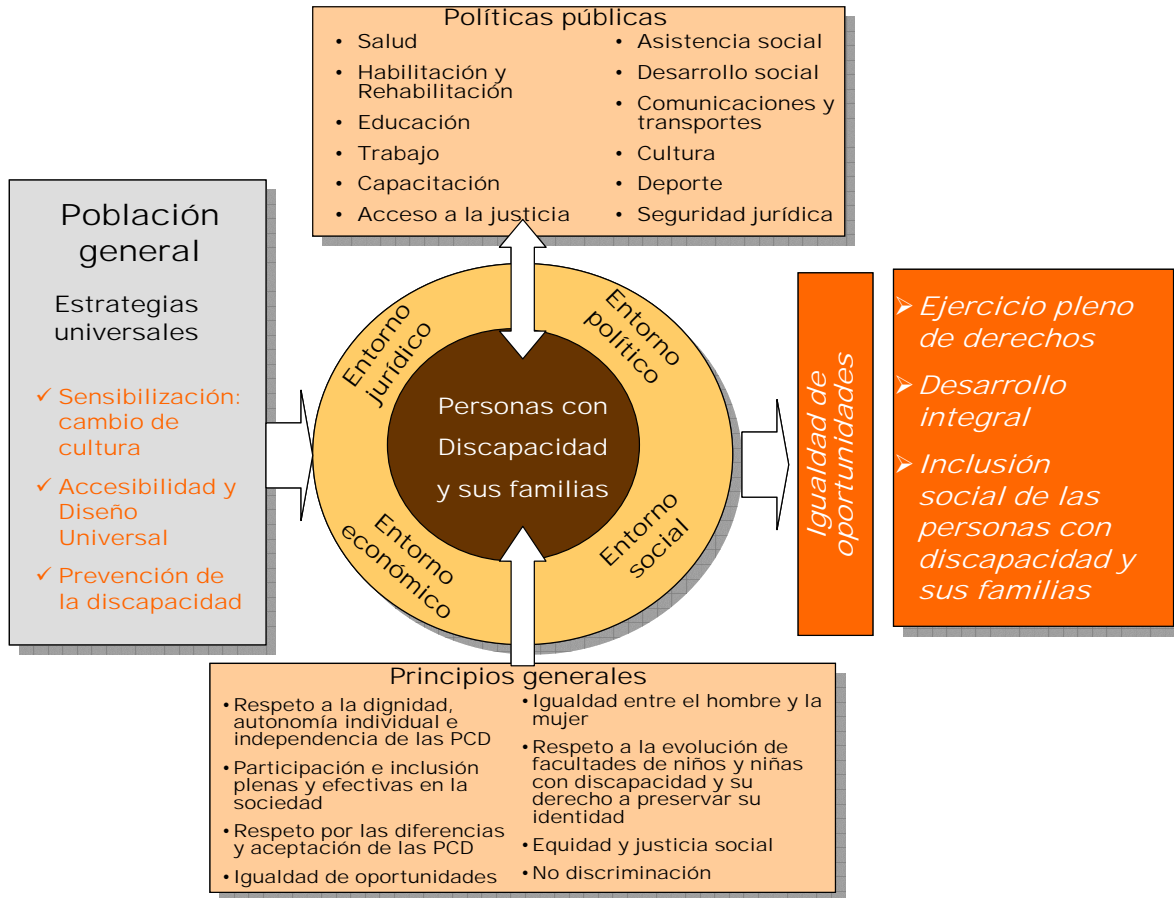 Políticas públicas
• Salud
• Habilitación y
Rehabilitación
• Educación
• Trabajo
• Capacitación
• Acceso a la justicia
• Asistencia social
• Desarrollo social
• Comunicaciones y
transportes
• Cultura
• Deporte
• Seguridad jurídica
Población
general
Estrategias
universales
✓ Sensibilización:
cambio de
cultura
✓ Accesibilidad y
Diseño
Universal
✓ Prevención de
la discapacidad
Entorno
jurídico
Entorno
político
Personas con
Discapacidad
y sus familias
Entorno
económico
Entorno
social
Igualdad de
oportunidades
➢ Ejercicio pleno
de derechos
➢ Desarrollo
integral
➢ Inclusión
social de las
personas con
discapacidad y
sus familias
Principios generales
• Respeto a la dignidad,
autonomía individual e
independencia de las PCD
• Participación e inclusión
plenas y efectivas en la
sociedad
• Respeto por las diferencias
y aceptación de las PCD
• Igualdad de oportunidades
• Igualdad entre el hombre y la
mujer
• Respeto a la evolución de
facultades de niños y niñas
con discapacidad y su
derecho a preservar su
identidad
• Equidad y justicia social
• No discriminación